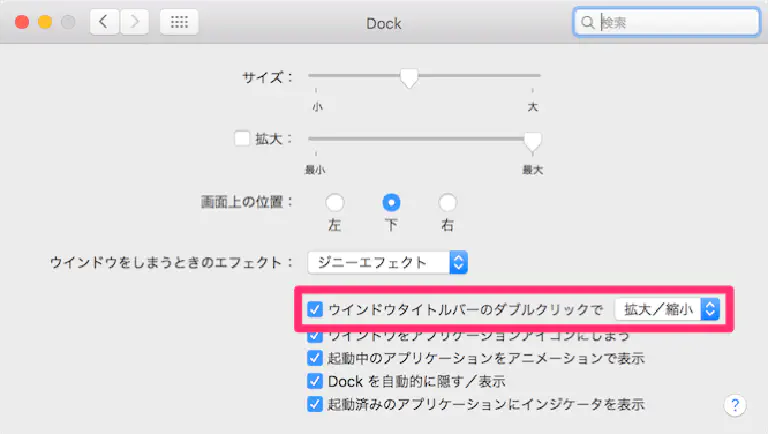 Dock
検索
サイズ：
小 大
拡大：
最小 最大
画面上の位置：
左 下 右
ウインドウをしまうときのエフェクト： ジニーエフェクト
ウインドウタイトルバーのダブルクリックで 拡大／縮小
ウインドウをアプリケーションアイコンにしまう
起動中のアプリケーションをアニメーションで表示
Dock を自動的に隠す／表示
起動済みのアプリケーションにインジケータを表示
?